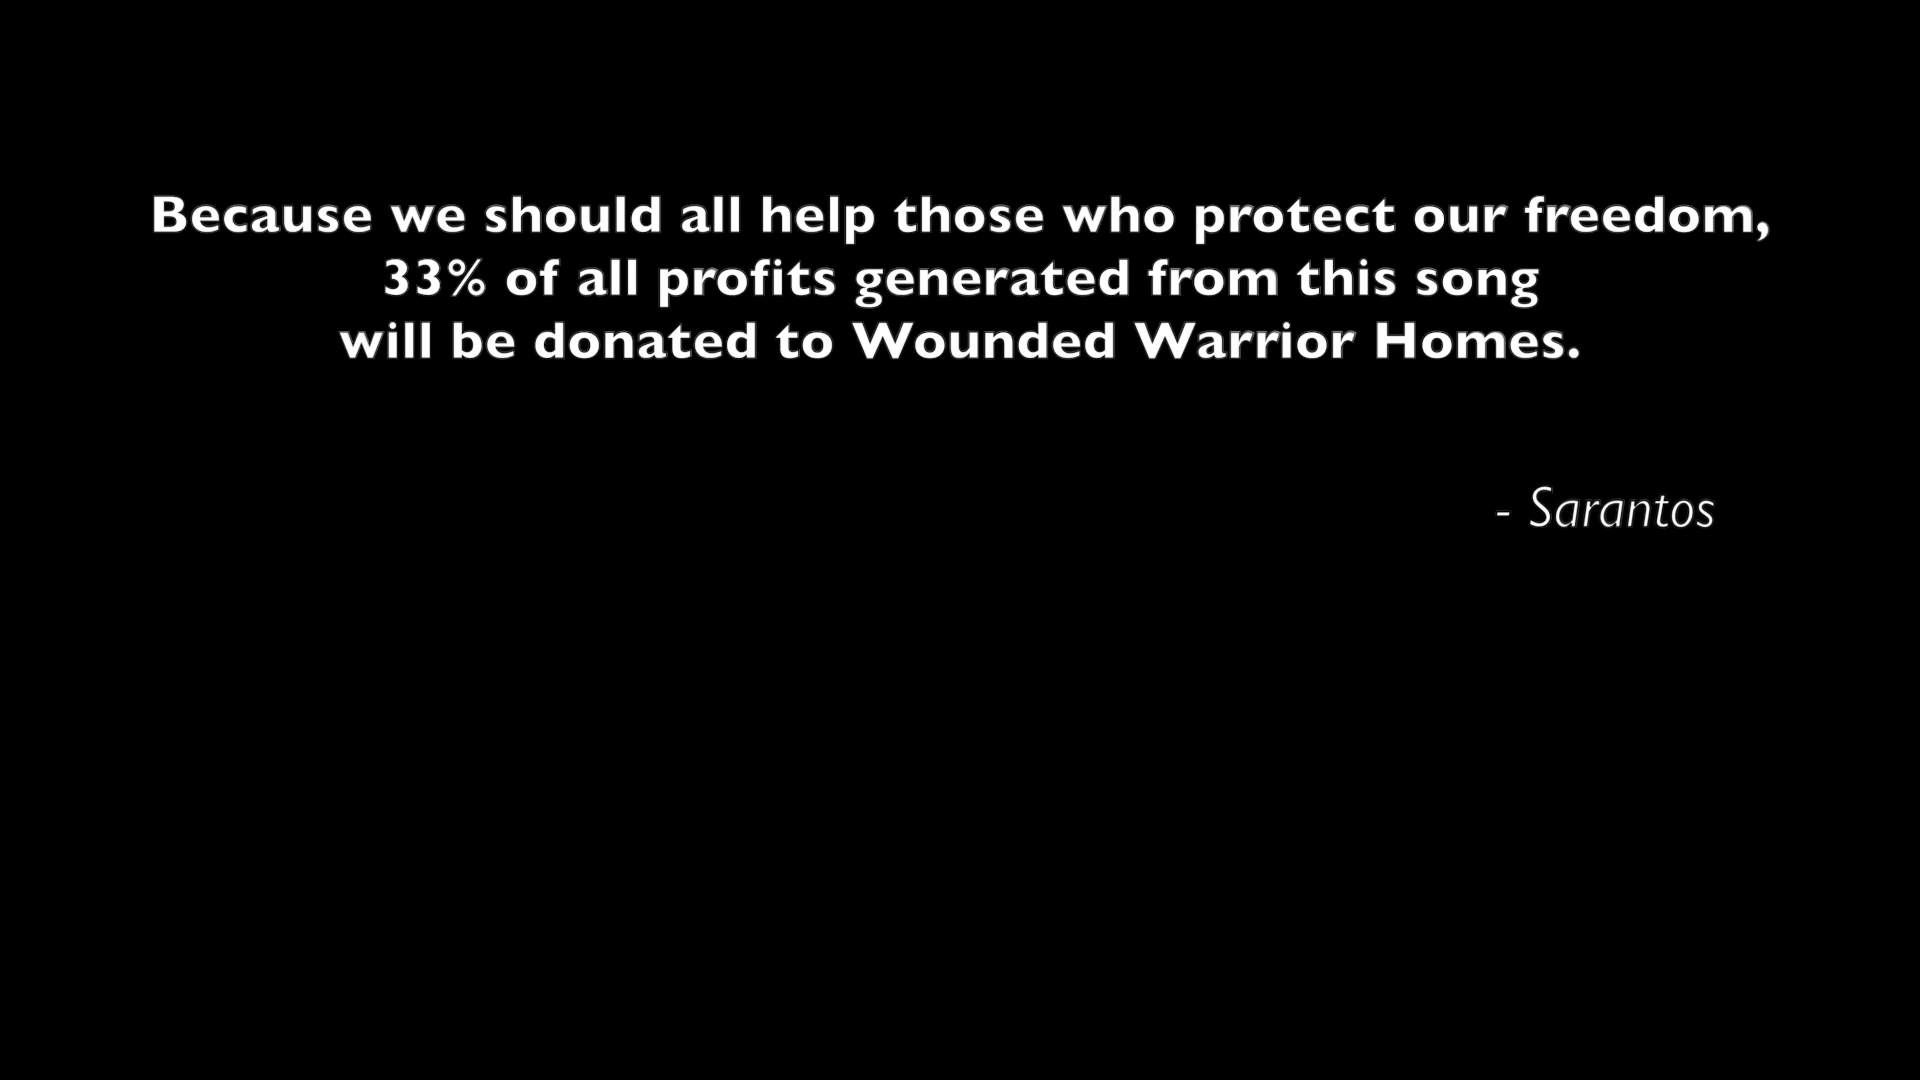 Because we should all help those who protect our freedom,
33% of all profits generated from this song
will be donated to Wounded Warrior Homes.
- Sarantos